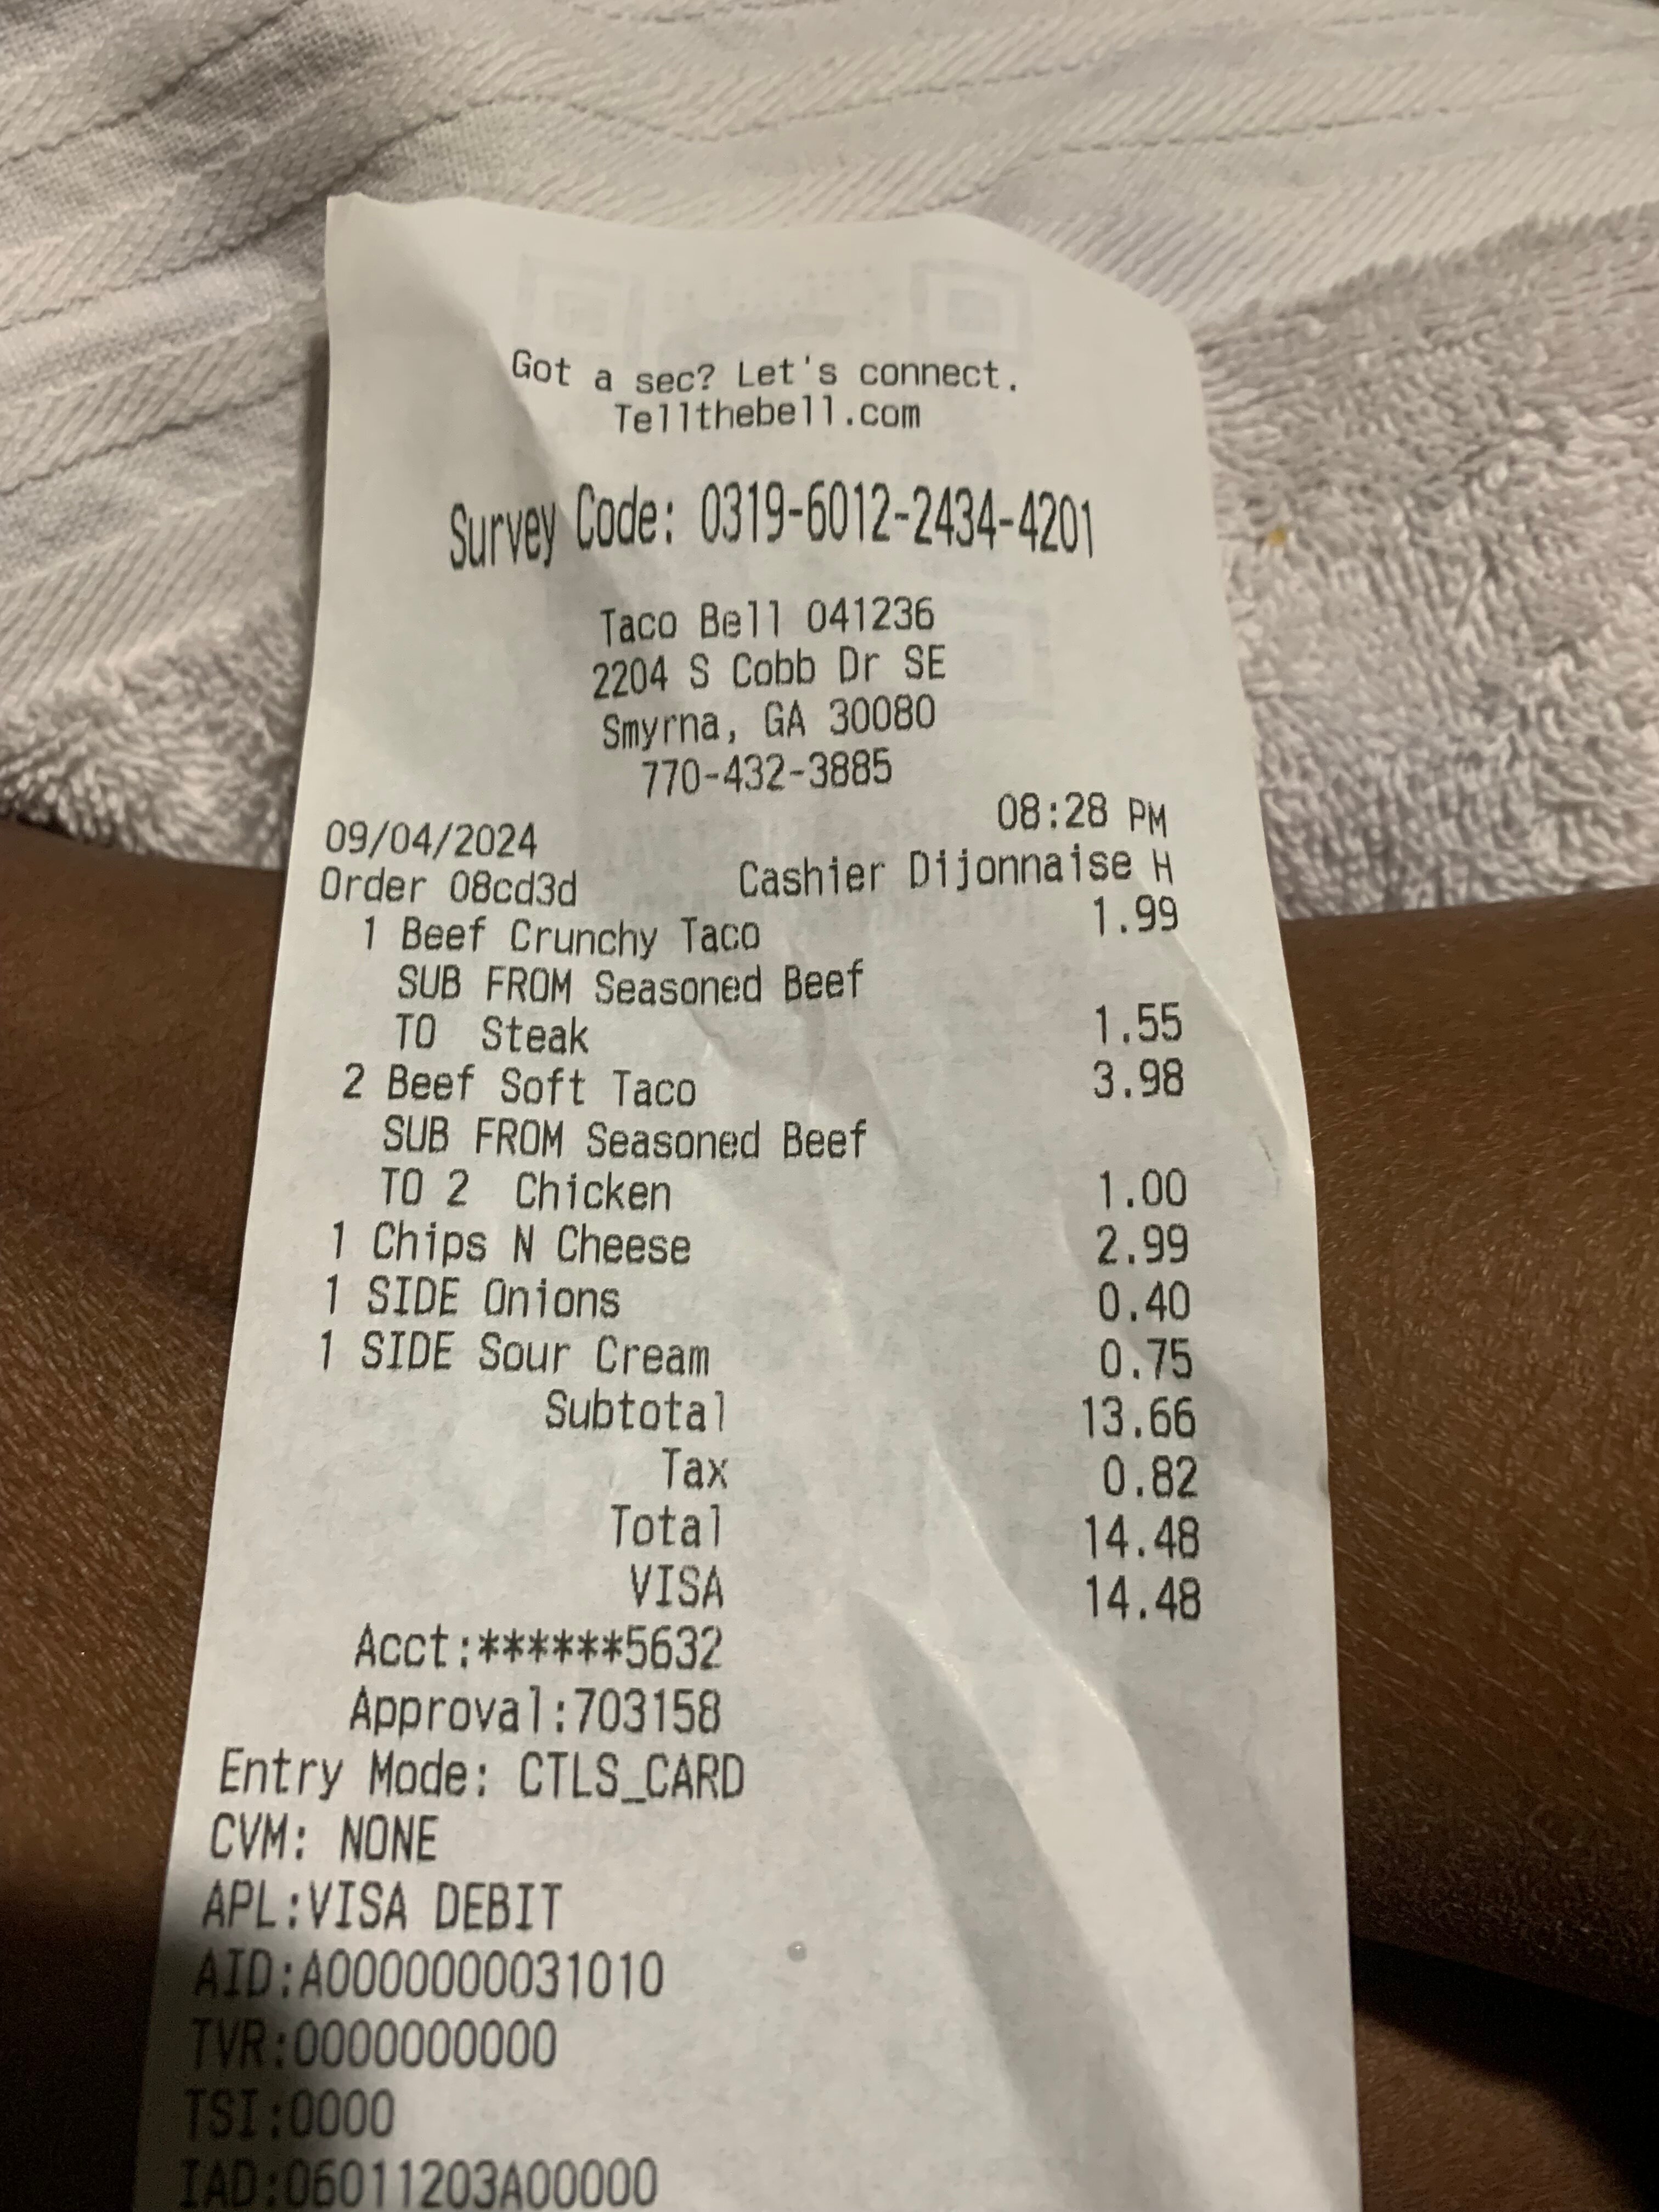 Got a sec? Let's connect.
Tellthebell.com
Survey Code: 0319-6012-2434-4201
Taco Bell 041236
2204 S Cobb Dr SE
Smyrna, GA 30080
770-432-3885
09/04/2024 08:28 PM
Order 08cd3d Cashier Dijonnaise H
1 Beef Crunchy Taco 1.99
SUB FROM Seasoned Beef
TO Steak 1.55
2 Beef Soft Taco 3.98
SUB FROM Seasoned Beef
TO 2 Chicken 1.00
1 Chips N Cheese 2.99
1 SIDE Onions 0.40
1 SIDE Sour Cream 0.75
Subtotal 13.66
Tax 0.82
Total 14.48
VISA 14.48
Acct:******5632
Approval:703158
Entry Mode: CTLS_CARD
CVM: NONE
APL:VISA DEBIT
AID:A0000000031010
TVR:0000000000
TSI:0000
IAD:06011203A00000